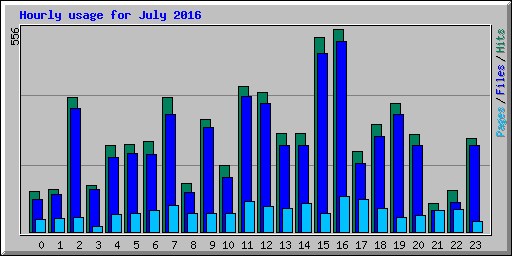 Hourly usage for July 2016
556
Pages/Files/Hits
0 1 2 3 4 5 6 7 8 9 10 11 12 13 14 15 16 17 18 19 20 21 22 23